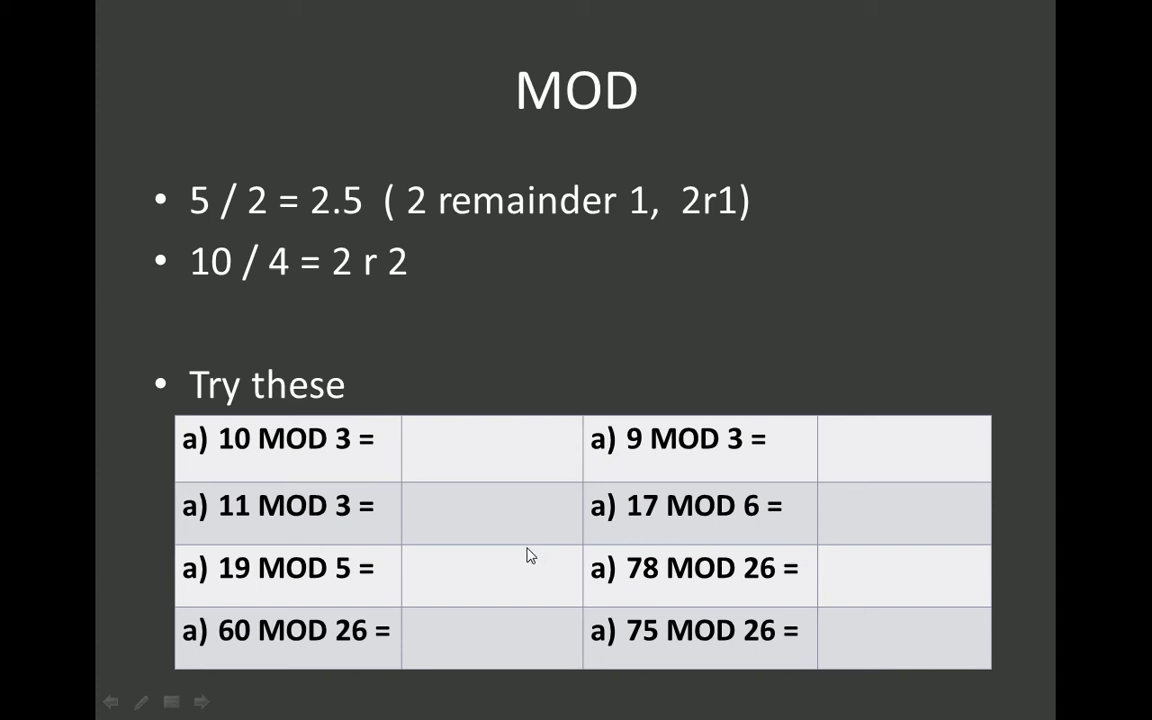 MOD
• 5 / 2 = 2.5 ( 2 remainder 1, 2r1)
• 10 / 4 = 2 r 2
• Try these
a) 10 MOD 3 = a) 9 MOD 3 =
a) 11 MOD 3 = a) 17 MOD 6 =
a) 19 MOD 5 = a) 78 MOD 26 =
a) 60 MOD 26 = a) 75 MOD 26 =